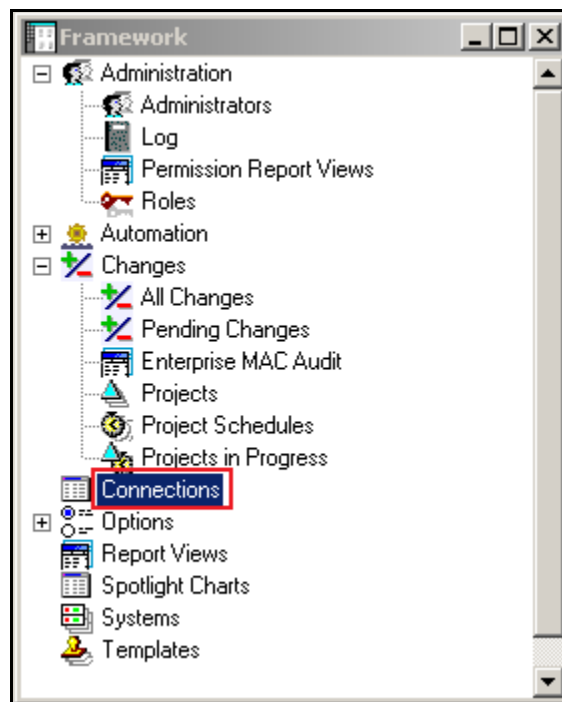 Framework
Administration
Administrators
Log
Permission Report Views
Roles
Automation
Changes
All Changes
Pending Changes
Enterprise MAC Audit
Projects
Project Schedules
Projects in Progress
Connections
Options
Report Views
Spotlight Charts
Systems
Templates